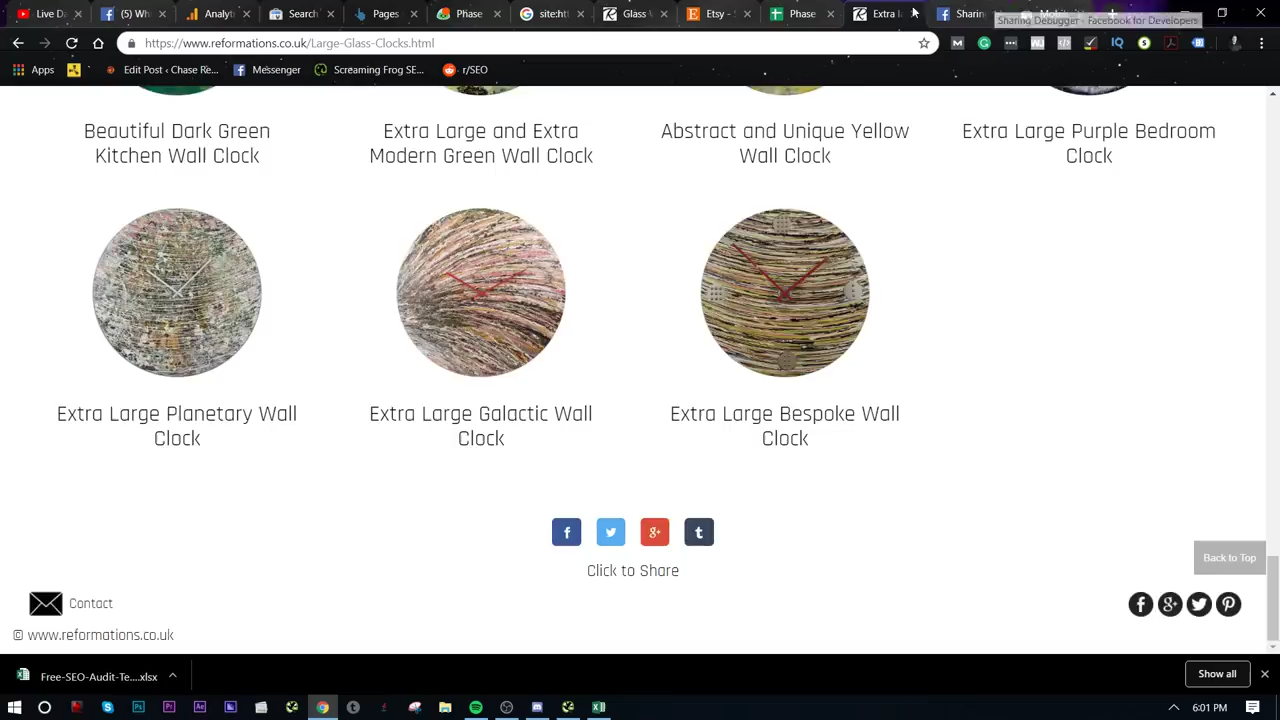 Live Da
(5) Wh
Analyti
Search
Pages
Phase
site:ht
Glass V
Etsy - S
Phase
Extra l
Sharin
Sharing Debugger - Facebook for Developers
https://www.reformations.co.uk/Large-Glass-Clocks.html
Apps
Edit Post ‹ Chase Re...
Messenger
Screaming Frog SE...
r/SEO
Beautiful Dark Green
Kitchen Wall Clock
Extra Large and Extra
Modern Green Wall Clock
Abstract and Unique Yellow
Wall Clock
Extra Large Purple Bedroom
Clock
Extra Large Planetary Wall
Clock
Extra Large Galactic Wall
Clock
Extra Large Bespoke Wall
Clock
Click to Share
Back to Top
Contact
© www.reformations.co.uk
Free-SEO-Audit-Te....xlsx
Show all
6:01 PM